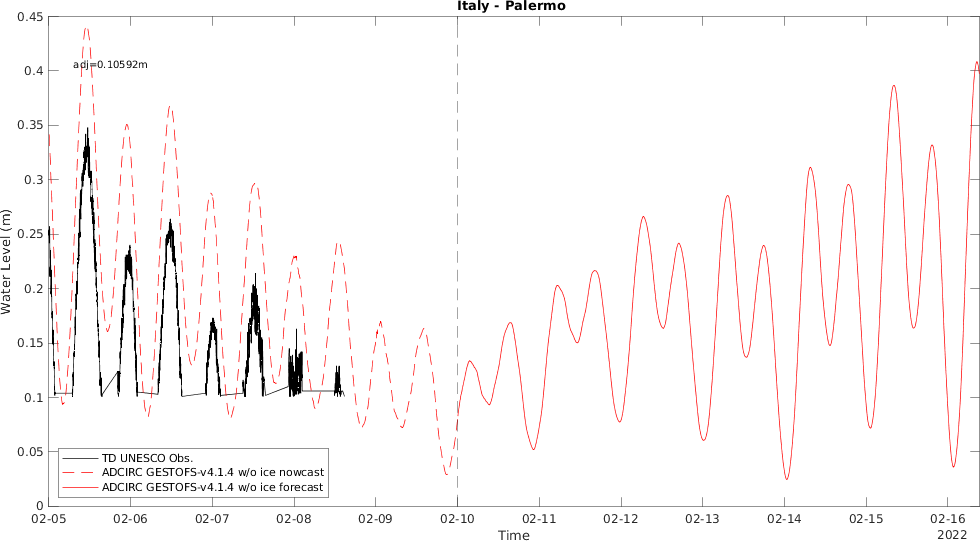 Italy - Palermo
0.45
0.4
0.35
0.3
0.25
0.2
0.15
0.1
0.05
0
Water Level (m)
adj=0.10592m
TD UNESCO Obs.
ADCIRC GESTOFS-v4.1.4 w/o ice nowcast
ADCIRC GESTOFS-v4.1.4 w/o ice forecast
02-05 02-06 02-07 02-08 02-09 02-10 02-11 02-12 02-13 02-14 02-15 02-16
Time
2022